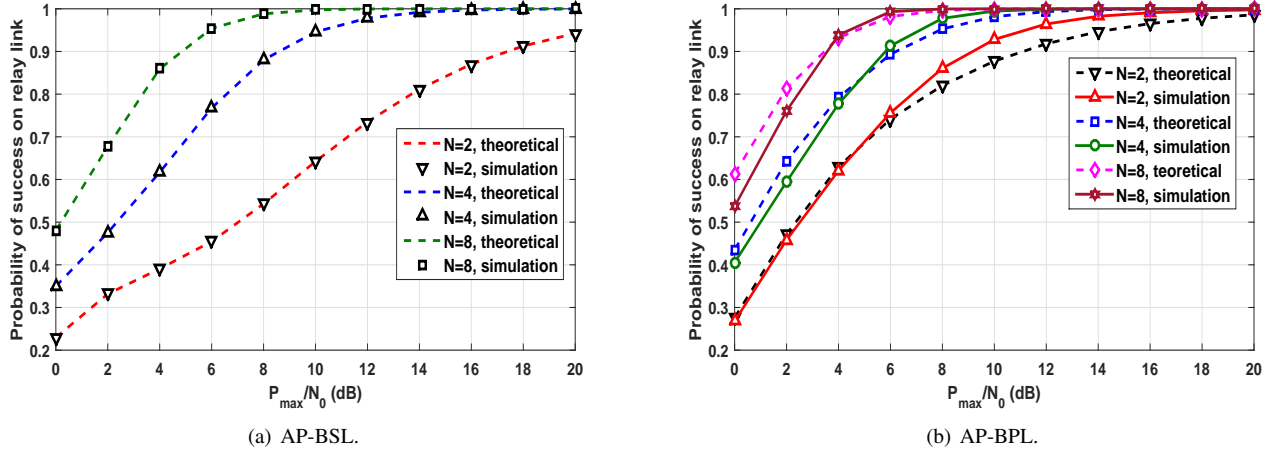 Probability of success on relay link
1
0.9
0.8
0.7
0.6
0.5
0.4
0.3
0.2
N=2, theoretical
N=2, simulation
N=4, theoretical
N=4, simulation
N=8, theoretical
N=8, simulation
0 2 4 6 8 10 12 14 16 18 20
P_max/N_0 (dB)
(a) AP-BSL.
Probability of success on relay link
1
0.9
0.8
0.7
0.6
0.5
0.4
0.3
0.2
N=2, theoretical
N=2, simulation
N=4, theoretical
N=4, simulation
N=8, teoretical
N=8, simulation
0 2 4 6 8 10 12 14 16 18 20
P_max/N_0 (dB)
(b) AP-BPL.